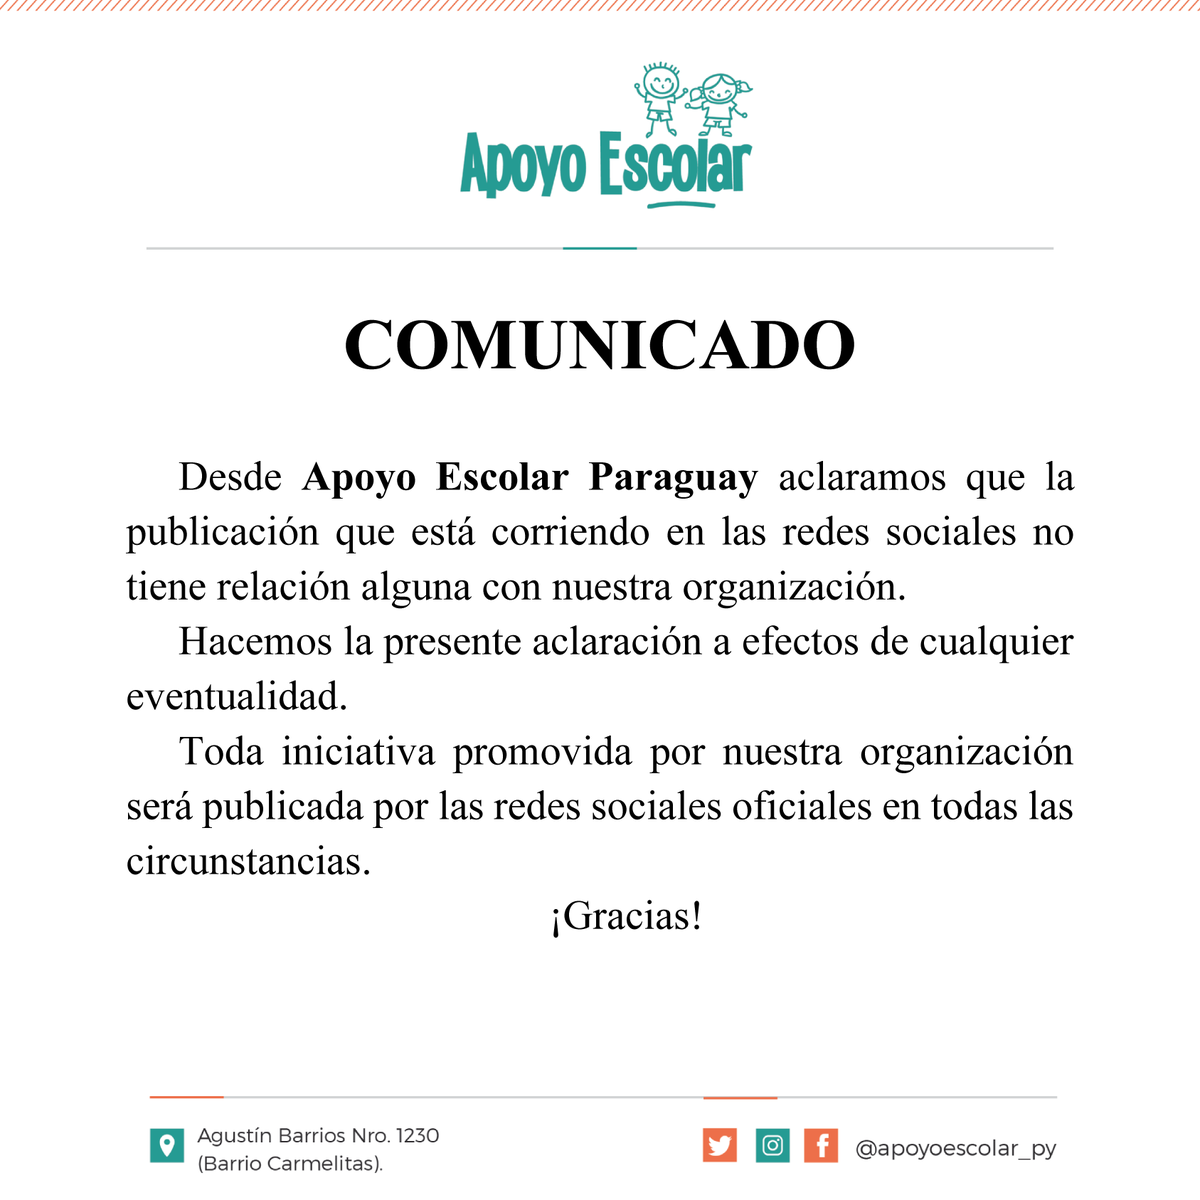 Apoyo Escolar
COMUNICADO
Desde Apoyo Escolar Paraguay aclaramos que la
publicación que está corriendo en las redes sociales no
tiene relación alguna con nuestra organización.
Hacemos la presente aclaración a efectos de cualquier
eventualidad.
Toda iniciativa promovida por nuestra organización
será publicada por las redes sociales oficiales en todas las
circunstancias.
¡Gracias!
Agustín Barrios Nro. 1230
(Barrio Carmelitas).
@apoyoescolar_py